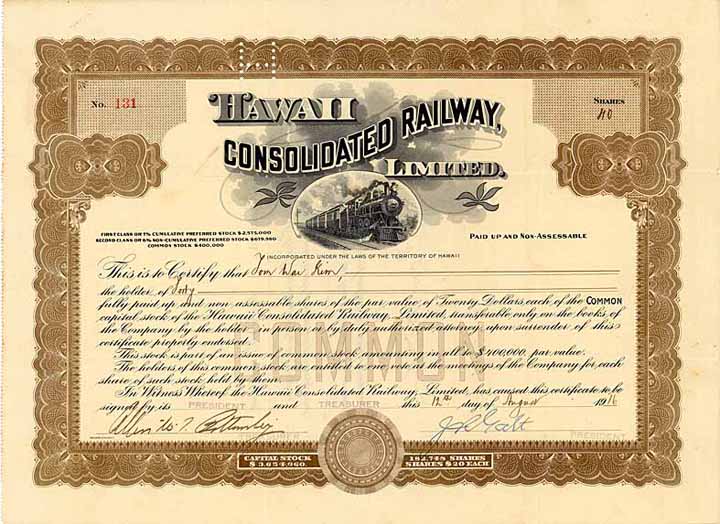 No. 131
SHARES
40
HAWAII
CONSOLIDATED RAILWAY,
LIMITED.
FIRST CLASS OR 7% CUMULATIVE PREFERRED STOCK $2,575,000
SECOND CLASS OR 6% NON-CUMULATIVE PREFERRED STOCK $679,960
COMMON STOCK $400,000
PAID UP AND NON-ASSESSABLE
INCORPORATED UNDER THE LAWS OF THE TERRITORY OF HAWAII
This is to Certify that Tom Wai Kim,
the holder of Forty
fully paid up and non assessable shares of the par value of Twenty Dollars, each of the COMMON
capital stock of the Hawaii Consolidated Railway, Limited, transferable only on the books of
the Company by the holder in person or by duly authorized attorney upon surrender of this
certificate properly endorsed.
This stock is part of an issue of common stock amounting in all to $400,000, par value.
COMMON
The holders of this common stock are entitled to one vote at the meetings of the Company for each
share of such stock held by them.
In Witness Whereof the Hawaii Consolidated Railway, Limited, has caused this certificate to be
signed by its PRESIDENT and TREASURER this 12th day of August 1916
TREASURER PRESIDENT
CAPITAL STOCK
$3,654,960.
182,748 SHARES
SHARES $20 EACH